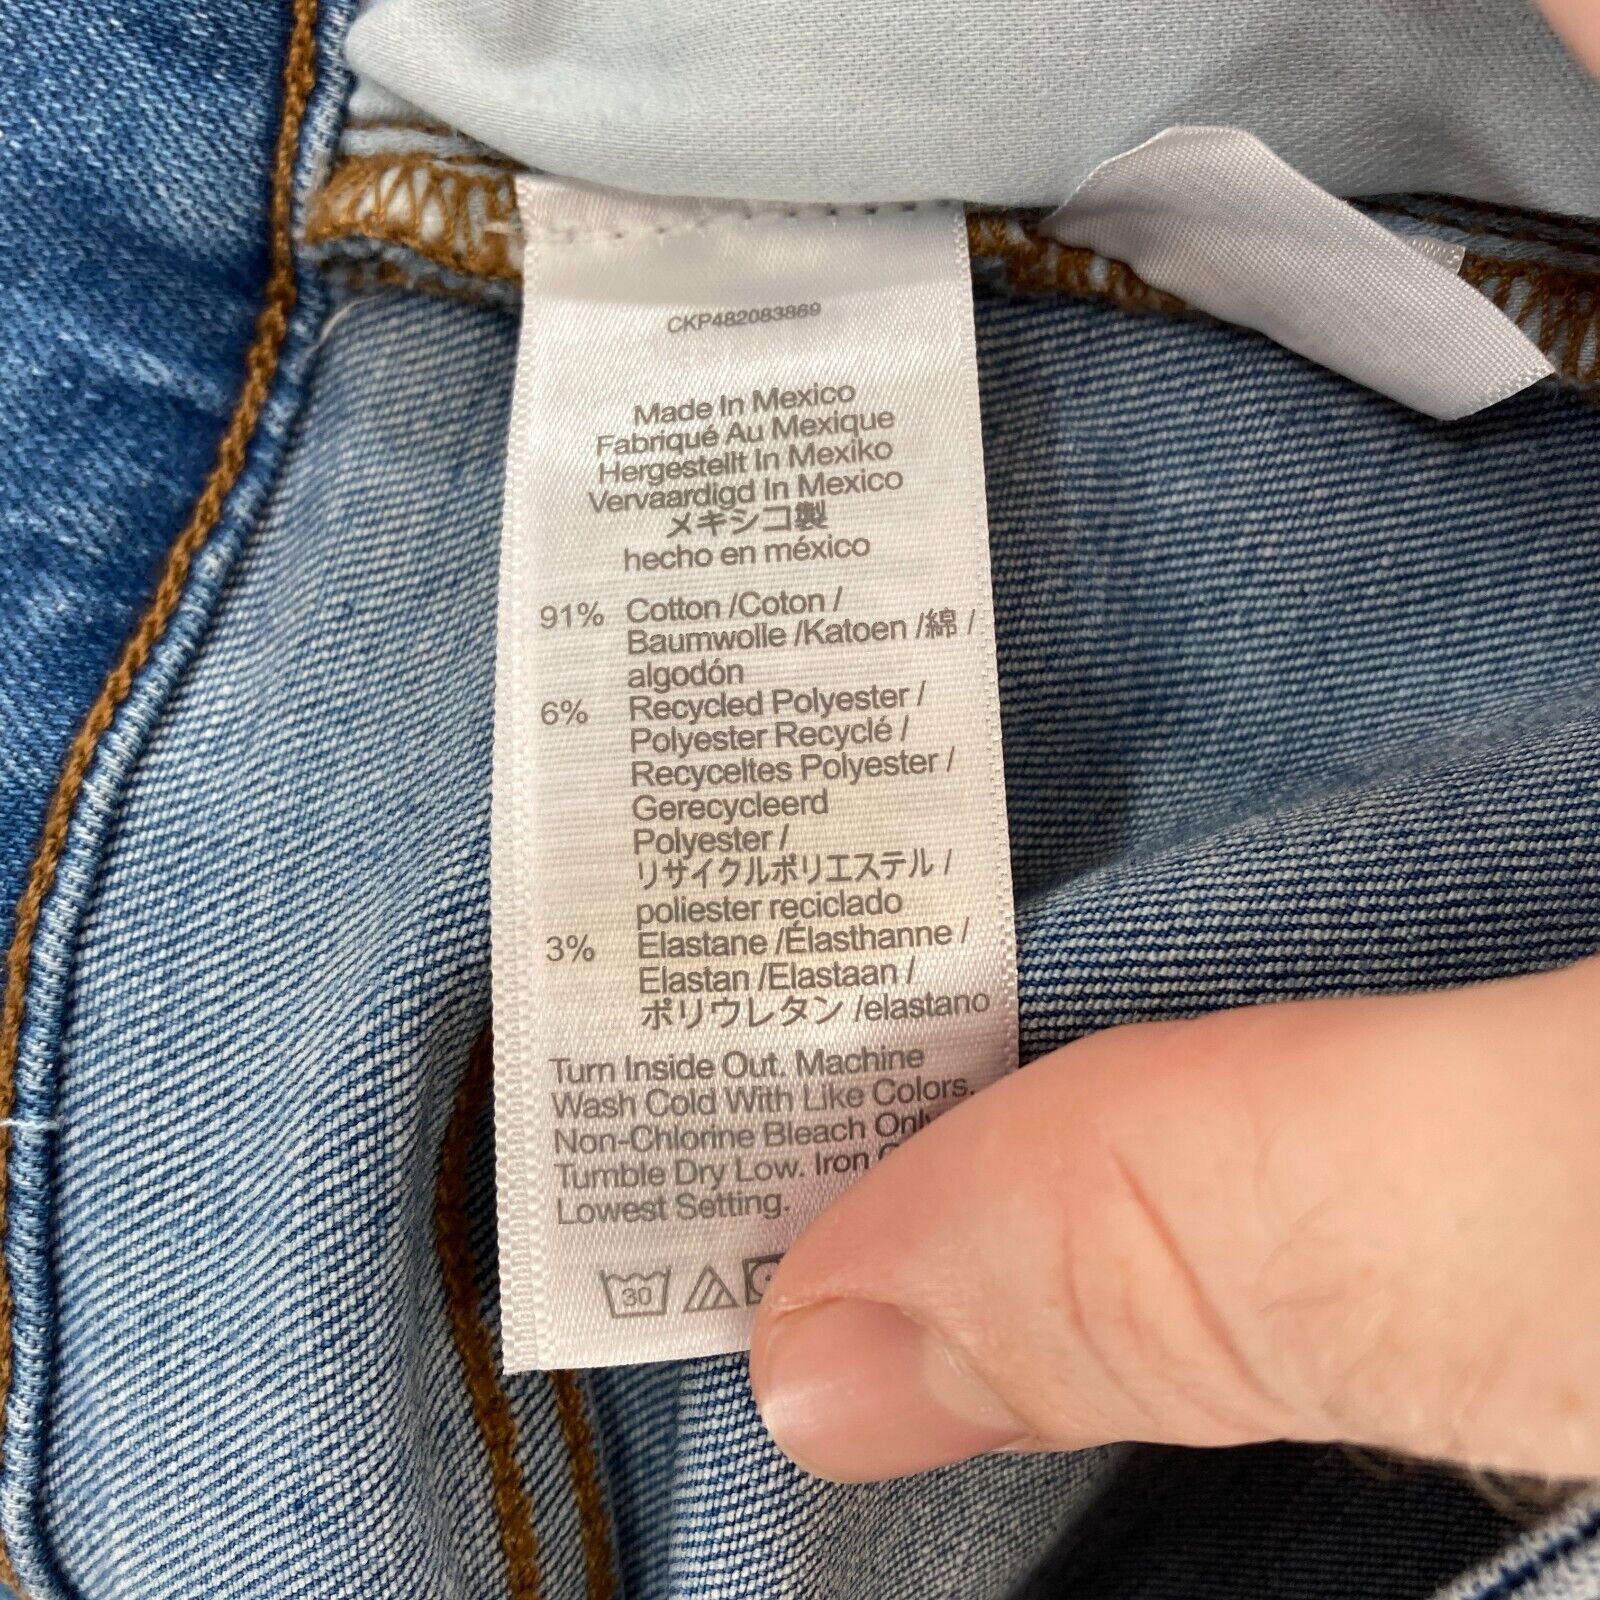 CKP482083869
Made In Mexico
Fabriqué Au Mexique
Hergestellt In Mexiko
Vervaardigd In Mexico
メキシコ製
hecho en méxico
91% Cotton /Coton /
Baumwolle /Katoen /綿 /
algodón
6% Recycled Polyester /
Polyester Recyclé /
Recyceltes Polyester /
Gerecycleerd
Polyester /
リサイクルポリエステル /
poliester reciclado
3% Elastane /Élasthanne /
Elastan /Elastaan /
ポリウレタン /elastano
Turn Inside Out. Machine
Wash Cold With Like Colors.
Non-Chlorine Bleach Only
Tumble Dry Low. Iron
Lowest Setting.
30